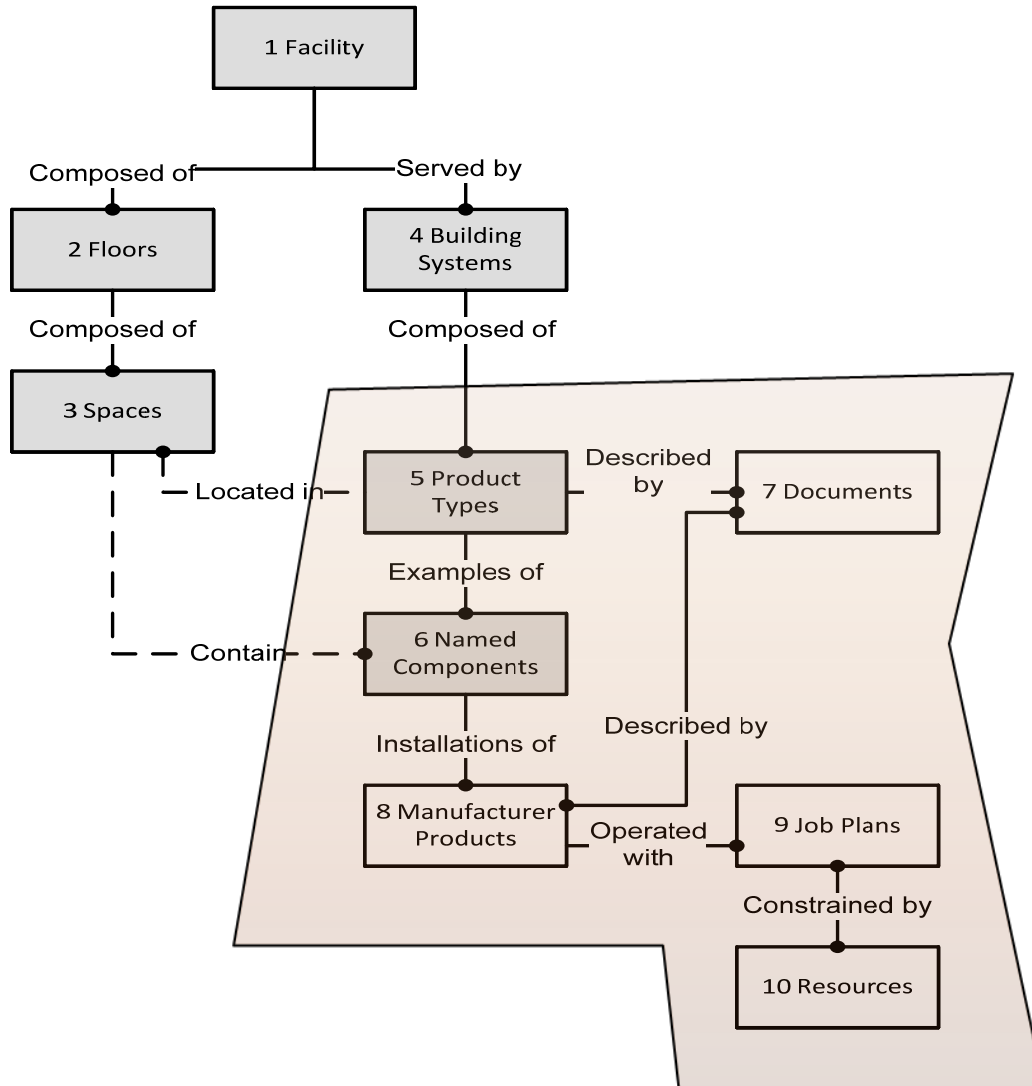 1 Facility
Composed of
Served by
2 Floors
4 Building
Systems
Composed of
Composed of
3 Spaces
Located in
5 Product
Types
Described
by
7 Documents
Examples of
Contain
6 Named
Components
Installations of
Described by
8 Manufacturer
Products
Operated
with
9 Job Plans
Constrained by
10 Resources